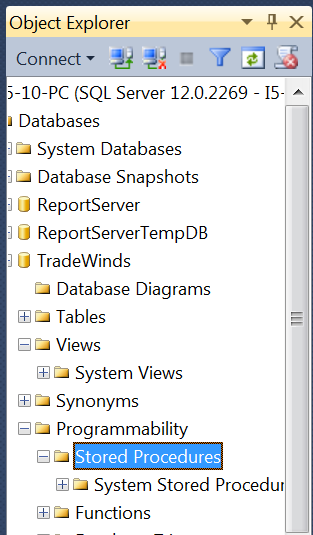 Object Explorer
Connect
5-10-PC (SQL Server 12.0.2269 - I5-
Databases
System Databases
Database Snapshots
ReportServer
ReportServerTempDB
TradeWinds
Database Diagrams
Tables
Views
System Views
Synonyms
Programmability
Stored Procedures
System Stored Procedur
Functions